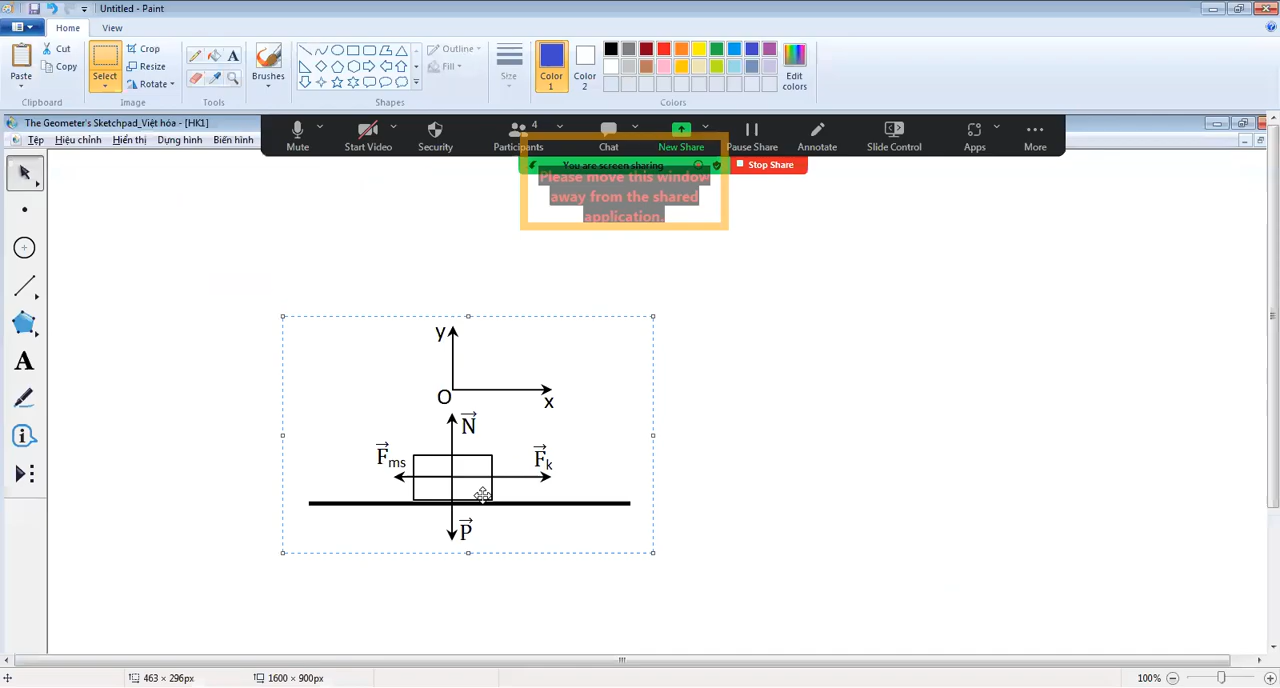 Untitled - Paint
Home View
Cut
Copy
Paste
Clipboard
Select
Crop
Resize
Rotate
Image
A
Tools
Brushes
Outline
Fill
Shapes
Size
Color 1
Color 2
Edit colors
Colors
The Geometer's Sketchpad_Việt hóa - [HK1]
Tệp Hiệu chỉnh Hiển thị Dựng hình Biến hình
Mute
Start Video
Security
4
Participants
Chat
New Share
Pause Share
Annotate
Slide Control
Apps
More
You are screen sharing
Stop Share
Please move this window
away from the shared
application.
A
y
O
x
N⃗
F⃗ms
F⃗k
P⃗
463 × 296px
1600 × 900px
100%